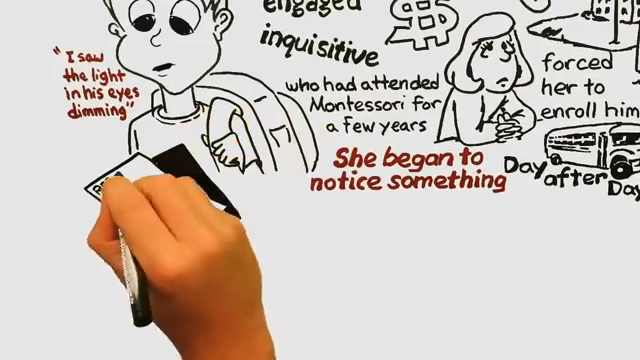 engaged
inquisitive
"I saw
the light
in his eyes
dimming"
who had attended
Montessori for
a few years
forced
her to
enroll him
She began to
notice something
Day
after
Day